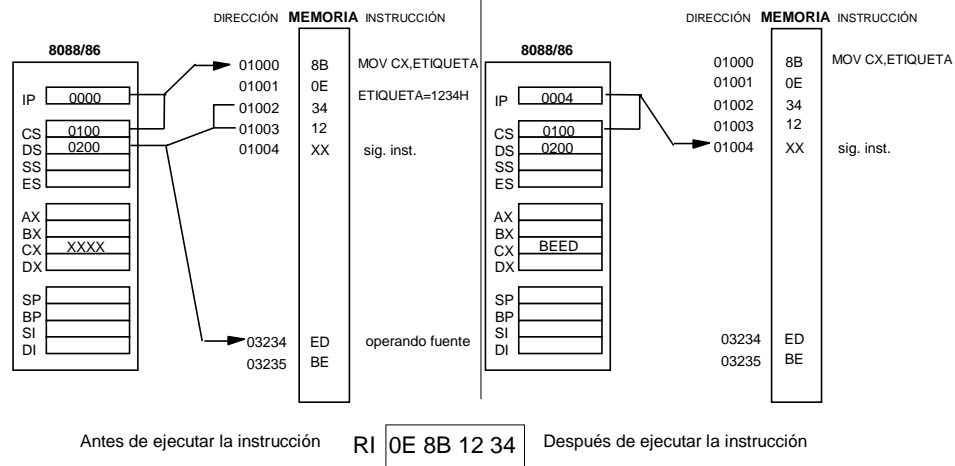 DIRECCIÓN MEMORIA INSTRUCCIÓN
8088/86
01000 8B MOV CX,ETIQUETA
01001 0E
IP 0000
ETIQUETA=1234H
01002 34
CS 0100
01003 12
DS 0200
01004 XX sig. inst.
SS
ES
AX
BX
CX XXXX
DX
SP
BP
SI
DI
03234 ED operando fuente
03235 BE
DIRECCIÓN MEMORIA INSTRUCCIÓN
8088/86
01000 8B MOV CX,ETIQUETA
01001 0E
IP 0004
01002 34
CS 0100
01003 12
DS 0200
01004 XX sig. inst.
SS
ES
AX
BX
CX BEED
DX
SP
BP
SI
DI
03234 ED
03235 BE
Antes de ejecutar la instrucción RI 0E 8B 12 34 Después de ejecutar la instrucción